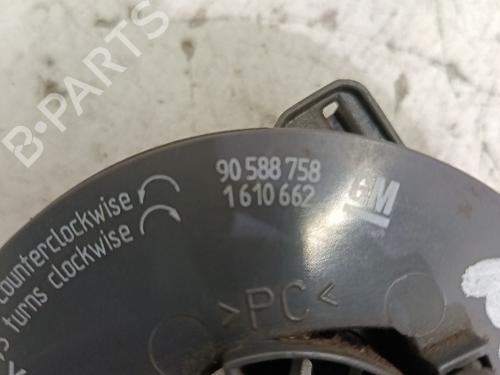 B-PARTS
90 588 758
1 610 662
GM
counterclockwise
turns clockwise
>PC<